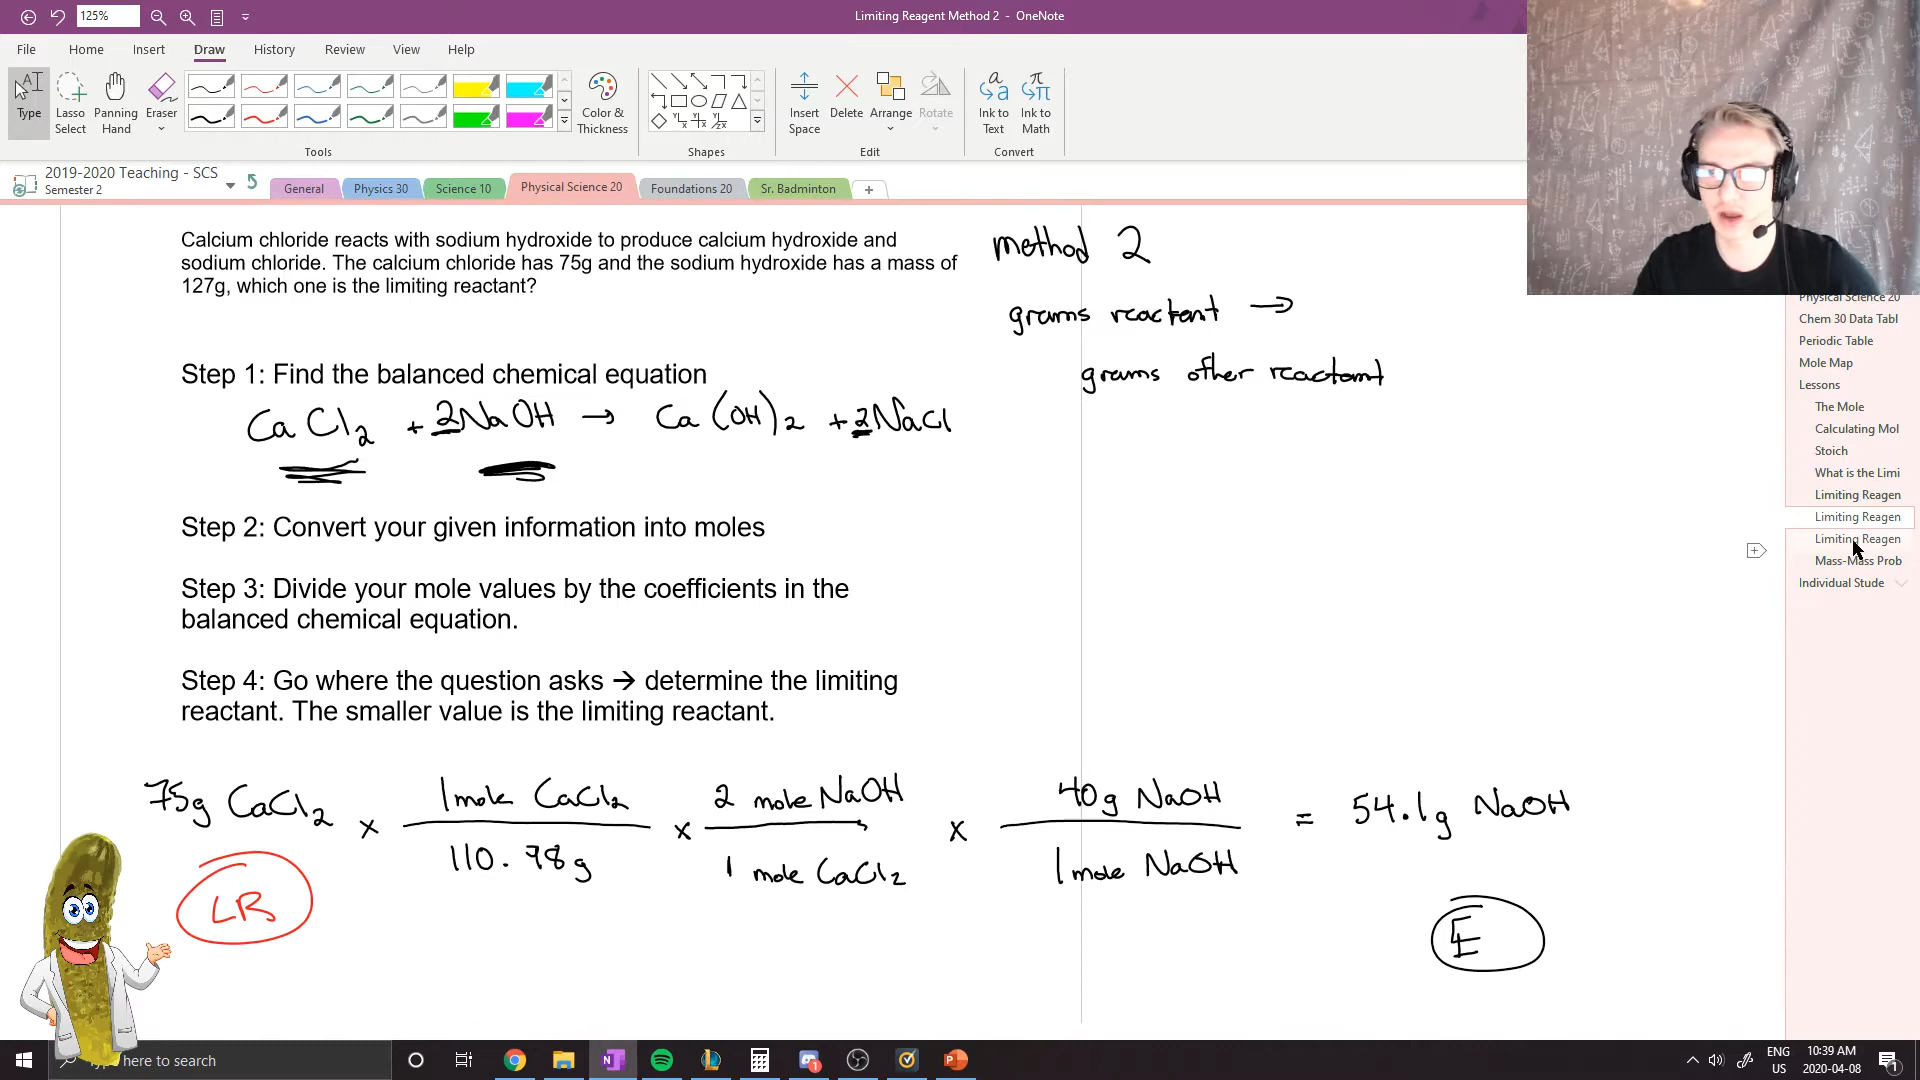 125%
Limiting Reagent Method 2 - OneNote
File Home Insert Draw History Review View Help
Type
Lasso Select
Panning Hand
Eraser
Color & Thickness
Insert Space
Delete
Arrange
Rotate
Ink to Text
Ink to Math
Tools
Shapes
Edit
Convert
2019-2020 Teaching - SCS
Semester 2
General Physics 30 Science 10 Physical Science 20 Foundations 20 Sr. Badminton
Calcium chloride reacts with sodium hydroxide to produce calcium hydroxide and
sodium chloride. The calcium chloride has 75g and the sodium hydroxide has a mass of
127g, which one is the limiting reactant?
method 2
grams reactant →
grams other reactant
Step 1: Find the balanced chemical equation
CaCl2 + 2NaOH → Ca(OH)2 + 2NaCl
Step 2: Convert your given information into moles
Step 3: Divide your mole values by the coefficients in the
balanced chemical equation.
Step 4: Go where the question asks → determine the limiting
reactant. The smaller value is the limiting reactant.
75g CaCl2 x 1mole CaCl2 x 2 mole NaOH x 40g NaOH = 54.1g NaOH
110.98g 1 mole CaCl2 1mole NaOH
LR
E
Physical Science 20
Chem 30 Data Tabl
Periodic Table
Mole Map
Lessons
The Mole
Calculating Mol
Stoich
What is the Limi
Limiting Reagen
Limiting Reagen
Limiting Reagen
Mass-Mass Prob
Individual Stude
here to search
ENG
US
10:39 AM
2020-04-08